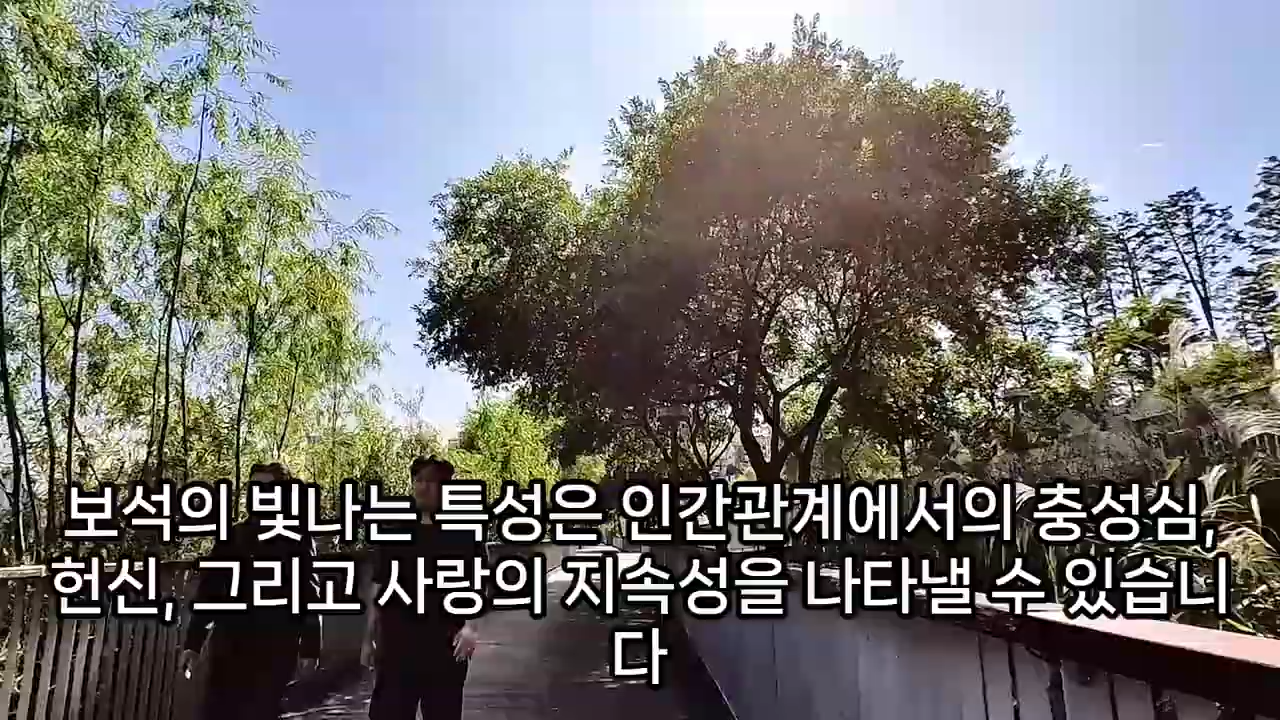 보석의 빛나는 특성은 인간관계에서의 충성심,
헌신, 그리고 사랑의 지속성을 나타낼 수 있습니
다